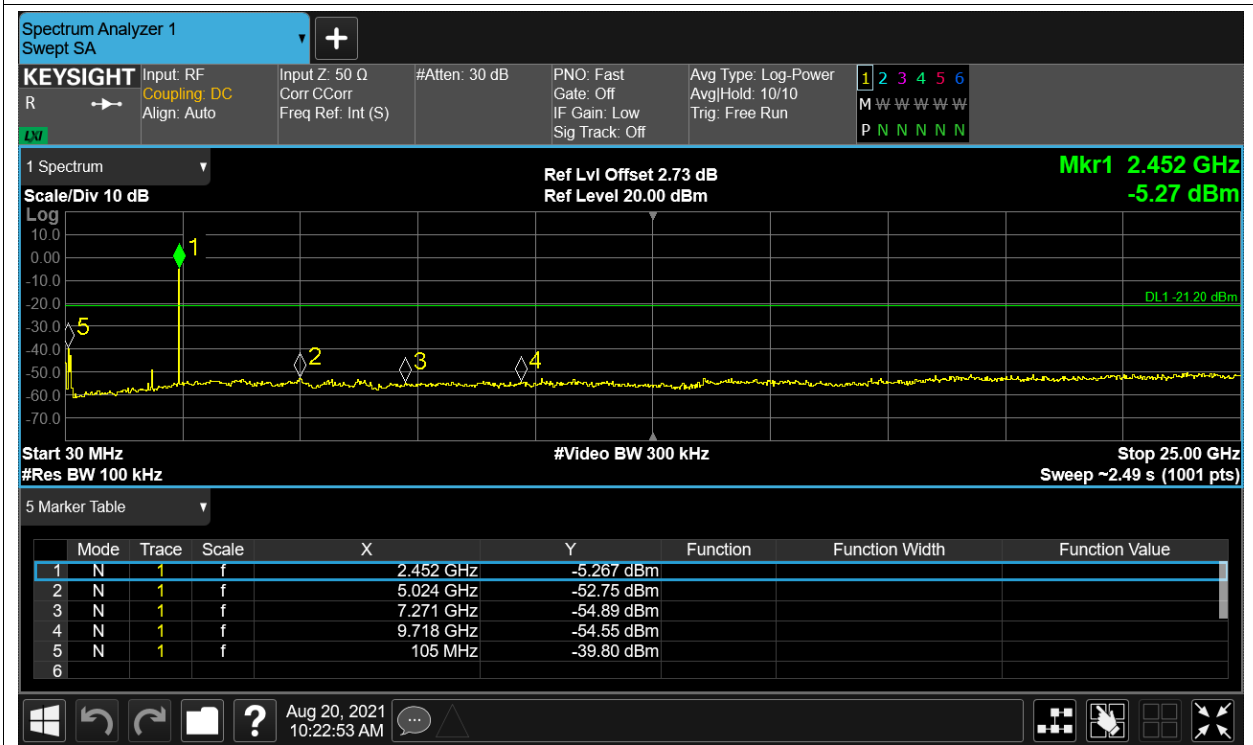 Spectrum Analyzer 1
Swept SA
+
KEYSIGHT Input: RF Input Z: 50 Ω #Atten: 30 dB PNO: Fast Avg Type: Log-Power 1 2 3 4 5 6
R Coupling: DC Corr CCorr Gate: Off Avg|Hold: 10/10 M W W W W W
Align: Auto Freq Ref: Int (S) IF Gain: Low Trig: Free Run
LXI Sig Track: Off P N N N N N
1 Spectrum Ref Lvl Offset 2.73 dB Mkr1 2.452 GHz
Scale/Div 10 dB Ref Level 20.00 dBm -5.27 dBm
Log
10.0
1
0.00
-10.0
-20.0 DL1 -21.20 dBm
-30.0 5
-40.0 2 3 4
-50.0
-60.0
-70.0
Start 30 MHz #Video BW 300 kHz Stop 25.00 GHz
#Res BW 100 kHz Sweep ~2.49 s (1001 pts)
5 Marker Table
Mode Trace Scale X Y Function Function Width Function Value
1 N 1 f 2.452 GHz -5.267 dBm
2 N 1 f 5.024 GHz -52.75 dBm
3 N 1 f 7.271 GHz -54.89 dBm
4 N 1 f 9.718 GHz -54.55 dBm
5 N 1 f 105 MHz -39.80 dBm
6
? Aug 20, 2021
10:22:53 AM